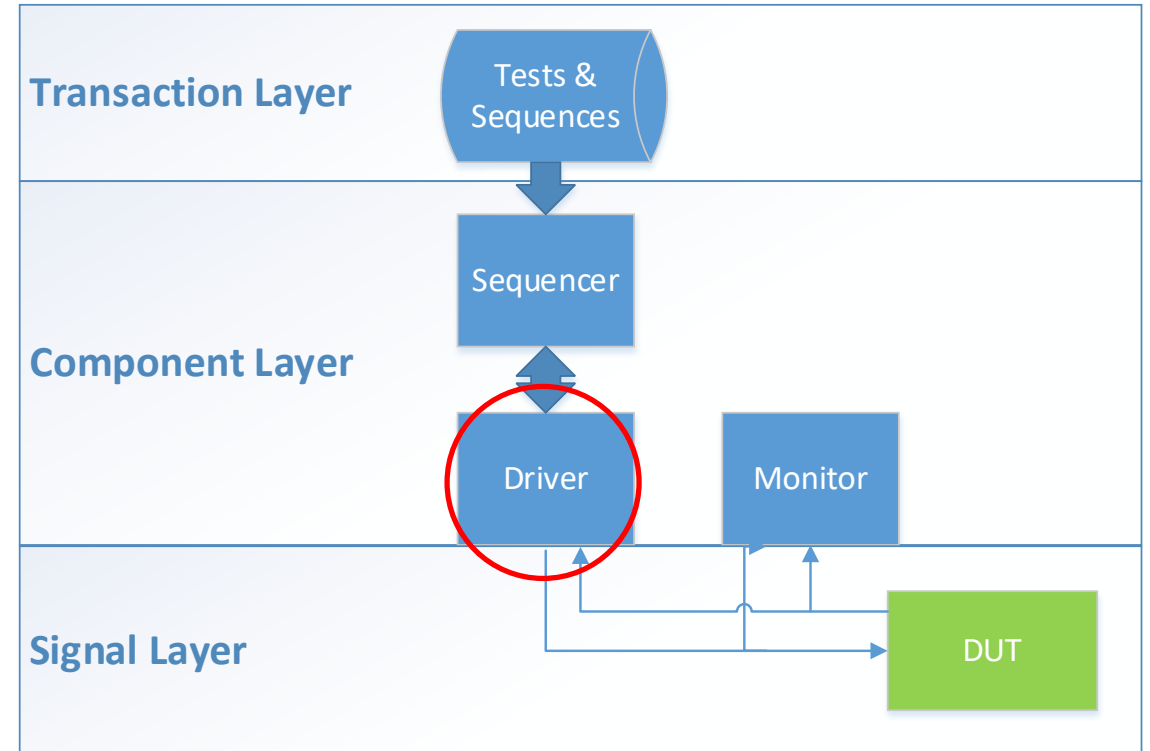 Transaction Layer
Tests &
Sequences
Sequencer
Component Layer
Driver
Monitor
Signal Layer
DUT